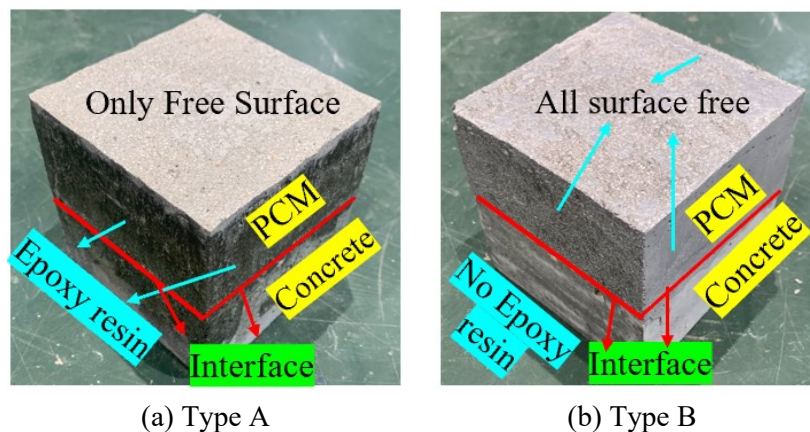 Only Free Surface
PCM
Concrete
Epoxy resin
Interface
(a) Type A
All surface free
PCM
Concrete
No Epoxy
resin
Interface
(b) Type B